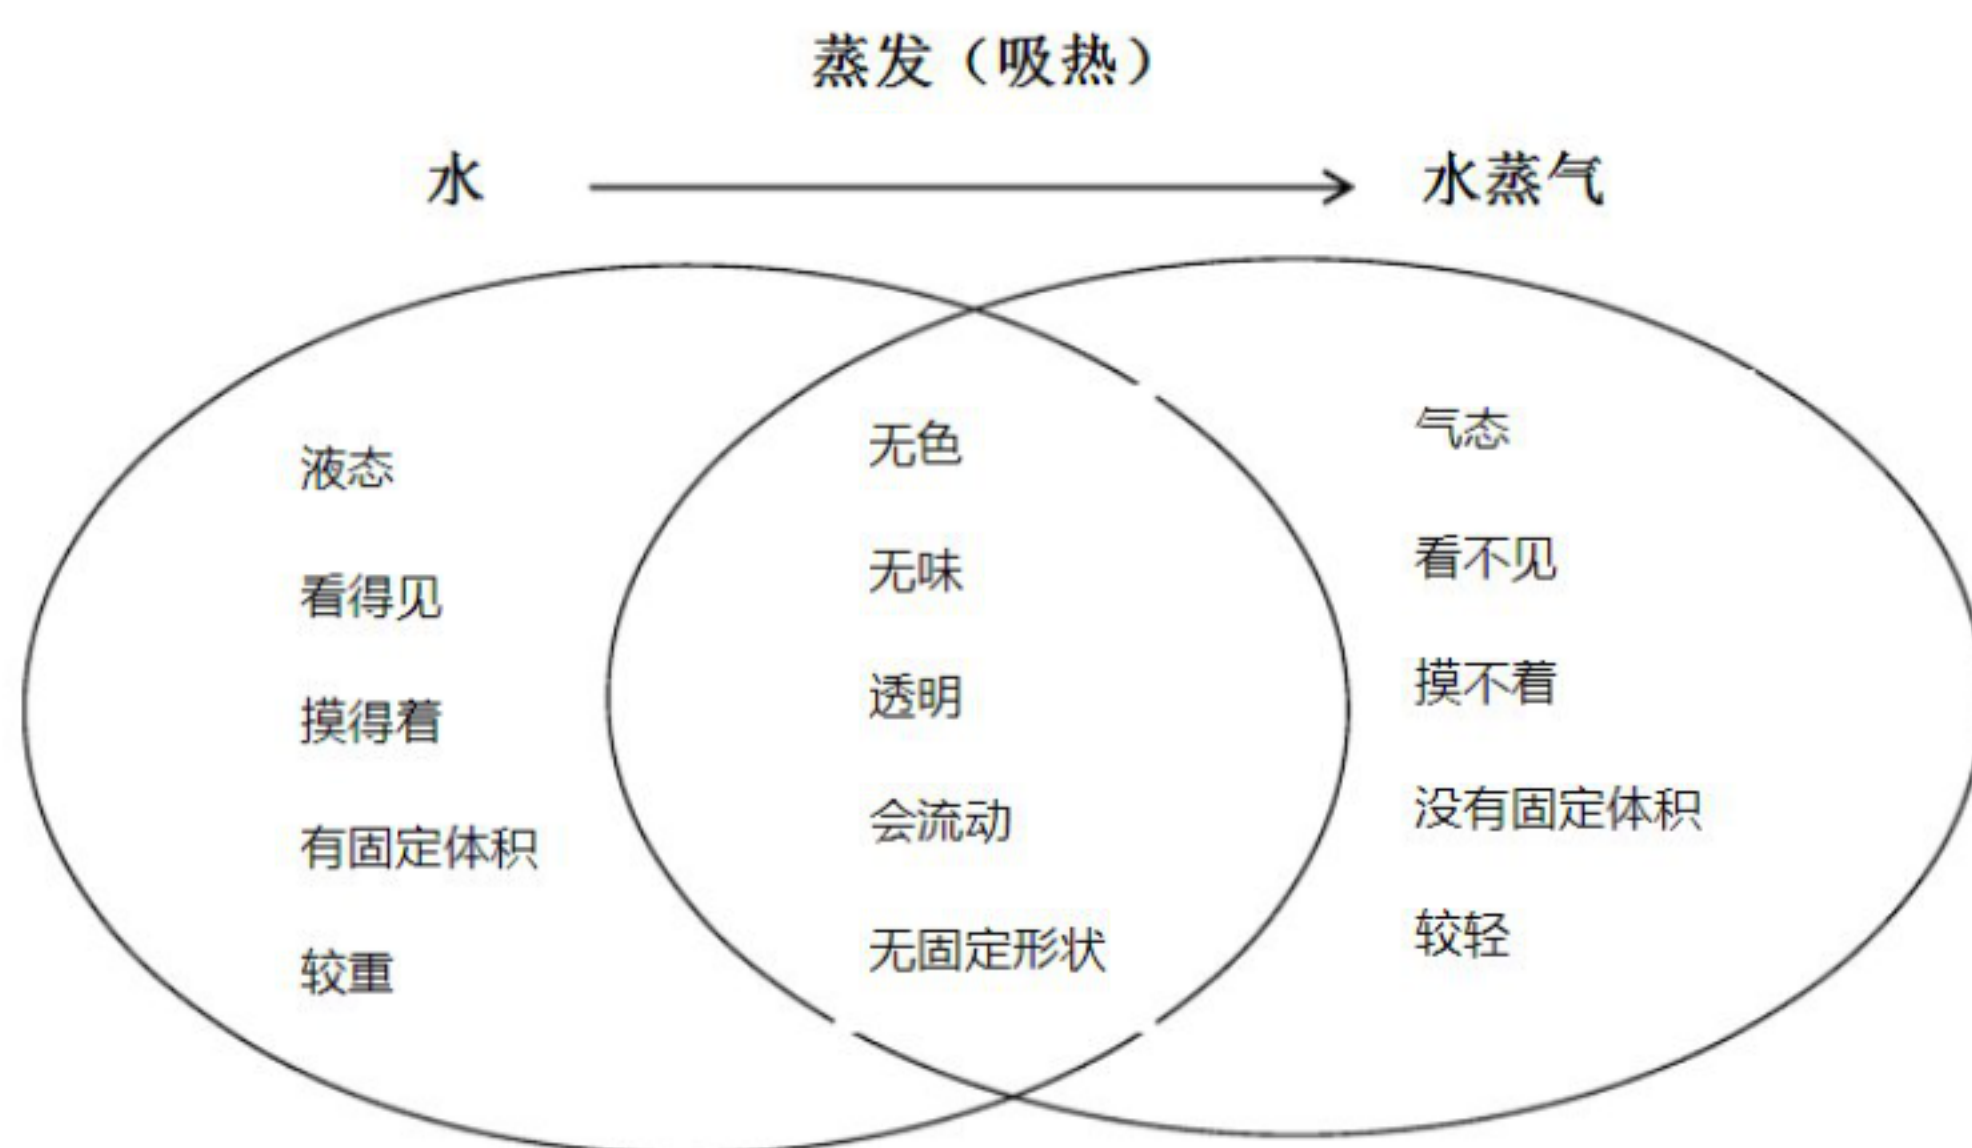 蒸发（吸热）
水
水蒸气
液态
看得见
摸得着
有固定体积
较重
无色
无味
透明
会流动
无固定形状
气态
看不见
摸不着
没有固定体积
较轻